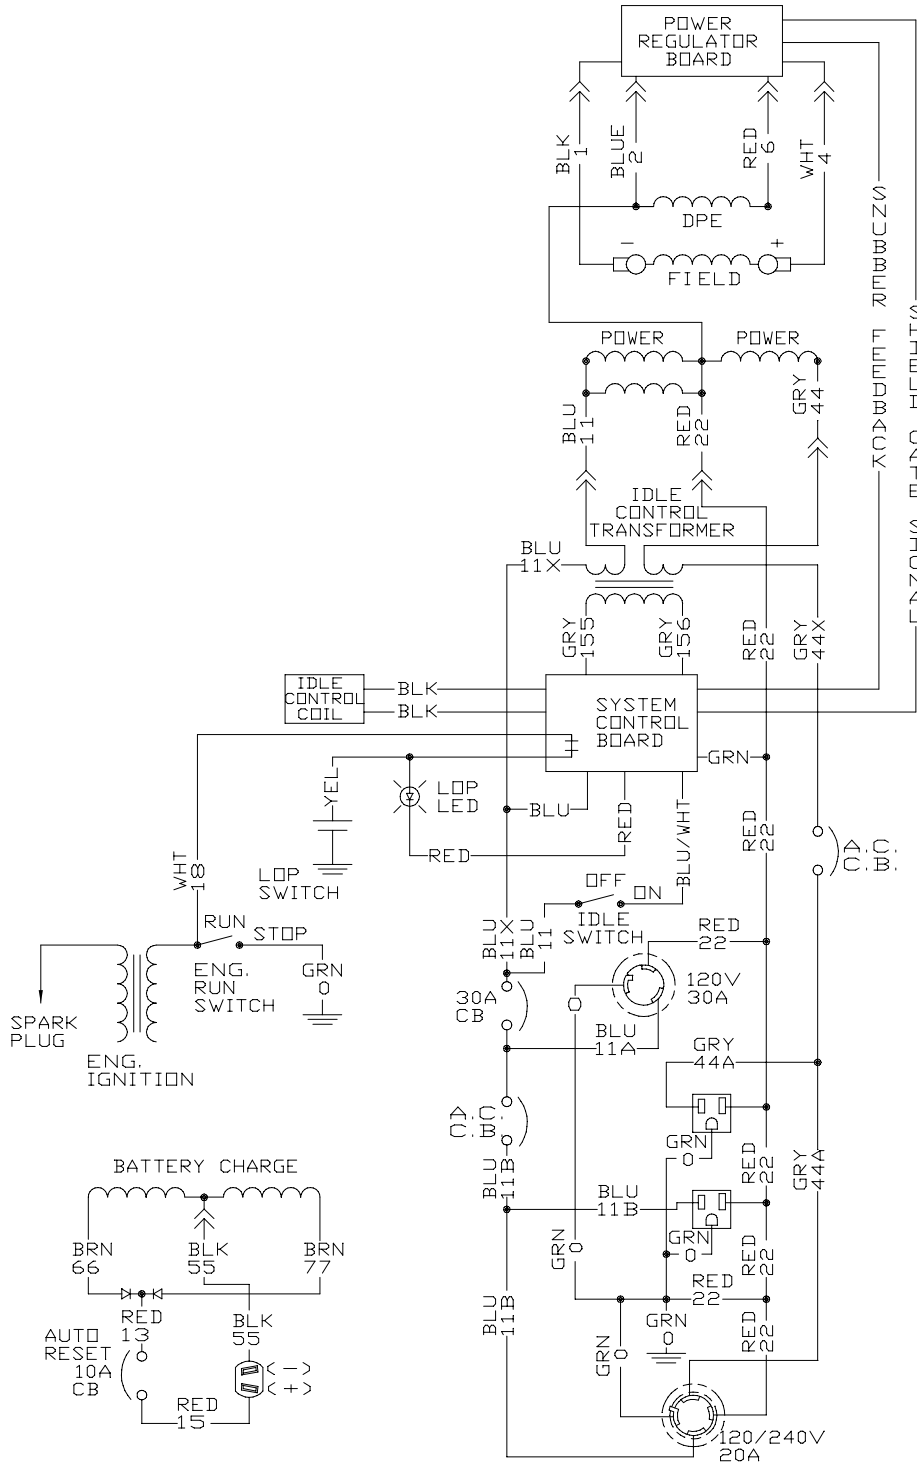 POWER
REGULATOR
BOARD
BLK
1
BLUE
2
RED
6
WHT
4
DPE
-
+
FIELD
SNUBBER FEEDBACK
POWER
POWER
BLU
11
RED
22
GRY
44
IDLE
CONTROL
TRANSFORMER
BLU
11X
GRY
155
GRY
156
RED
22
GRY
44X
IDLE
CONTROL
COIL
BLK
BLK
SYSTEM
CONTROL
BOARD
GRN
YEL
LOP
LED
BLU
RED
BLU/WHT
RED
22
A.C.
C.B.
RED
WHT
18
LOP
SWITCH
OFF
ON
IDLE
SWITCH
BLU
11X
BLU
11
RED
22
RUN
STOP
ENG.
RUN
SWITCH
GRN
0
SPARK
PLUG
ENG.
IGNITION
30A
CB
0
120V
30A
BLU
11A
GRY
44A
A.C.
C.B.
GRN
0
BLU
11B
RED
22
GRY
44A
BLU
11B
GRN
0
GRN
0
RED
22
RED
22
BLU
11B
GRN
0
GRN
0
RED
22
120/240V
20A
BATTERY CHARGE
BRN
66
BLK
55
BRN
77
RED
13
BLK
55
AUTO
RESET
10A
CB
(-)
(+)
RED
15